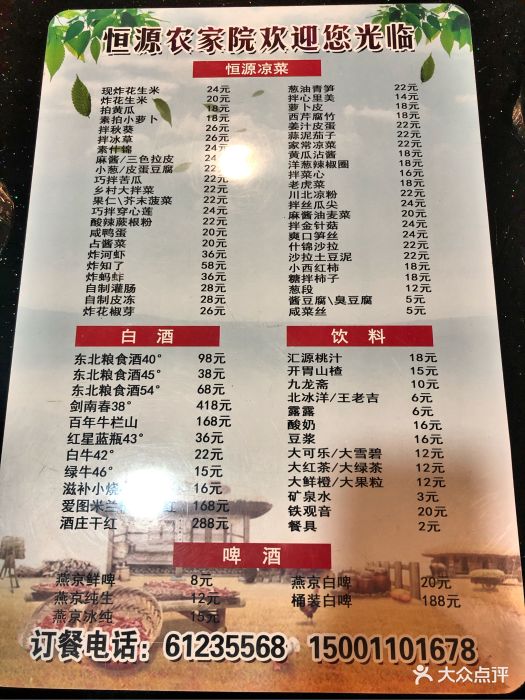 恒源农家院欢迎您光临
恒源凉菜
现炸花生米 24元
炸花生米 20元
拍黄瓜 18元
素拍小萝卜 18元
拌秋葵 26元
拌冰草 26元
素什锦 24元
麻酱/三色拉皮 24元
小葱/皮蛋豆腐 22元
巧拌苦瓜 22元
乡村大拌菜 22元
果仁\芥末菠菜 22元
巧拌穿心莲 24元
酸辣蕨根粉 22元
咸鸭蛋 20元
占酱菜 20元
炸河虾 36元
炸知了 58元
炸蚂蚱 36元
自制灌肠 28元
自制皮冻 28元
炸花椒芽 26元
葱油青笋 22元
拌心里美 14元
萝卜皮 18元
西芹腐竹 18元
姜汁皮蛋 22元
蒜泥茄子 22元
家常凉菜 22元
黄瓜沾酱 18元
洋葱辣椒圈 18元
拌菜心 18元
老虎菜 18元
川北凉粉 22元
拌丝瓜尖 24元
麻酱油麦菜 20元
拌金针菇 24元
爽口笋丝 24元
什锦沙拉 22元
沙拉土豆泥 22元
小西红柿 18元
糖拌柿子 18元
葱段 12元
酱豆腐\臭豆腐 5元
咸菜丝 5元
白酒
东北粮食酒40° 98元
东北粮食酒45° 38元
东北粮食酒54° 68元
剑南春38° 418元
百年牛栏山 168元
红星蓝瓶43° 36元
白牛42° 22元
绿牛46° 15元
滋补小烧 16元
爱图米兰 168元
酒庄干红 288元
饮料
汇源桃汁 18元
开胃山楂 15元
九龙斋 10元
北冰洋/王老吉 6元
露露 6元
酸奶 16元
豆浆 16元
大可乐/大雪碧 12元
大红茶/大绿茶 12元
大鲜橙/大果粒 12元
矿泉水 3元
铁观音 20元
餐具 2元
啤酒
燕京鲜啤 8元
燕京纯生 12元
燕京冰纯 15元
燕京白啤 20元
桶装白啤 188元
订餐电话：61235568 15001101678
大众点评